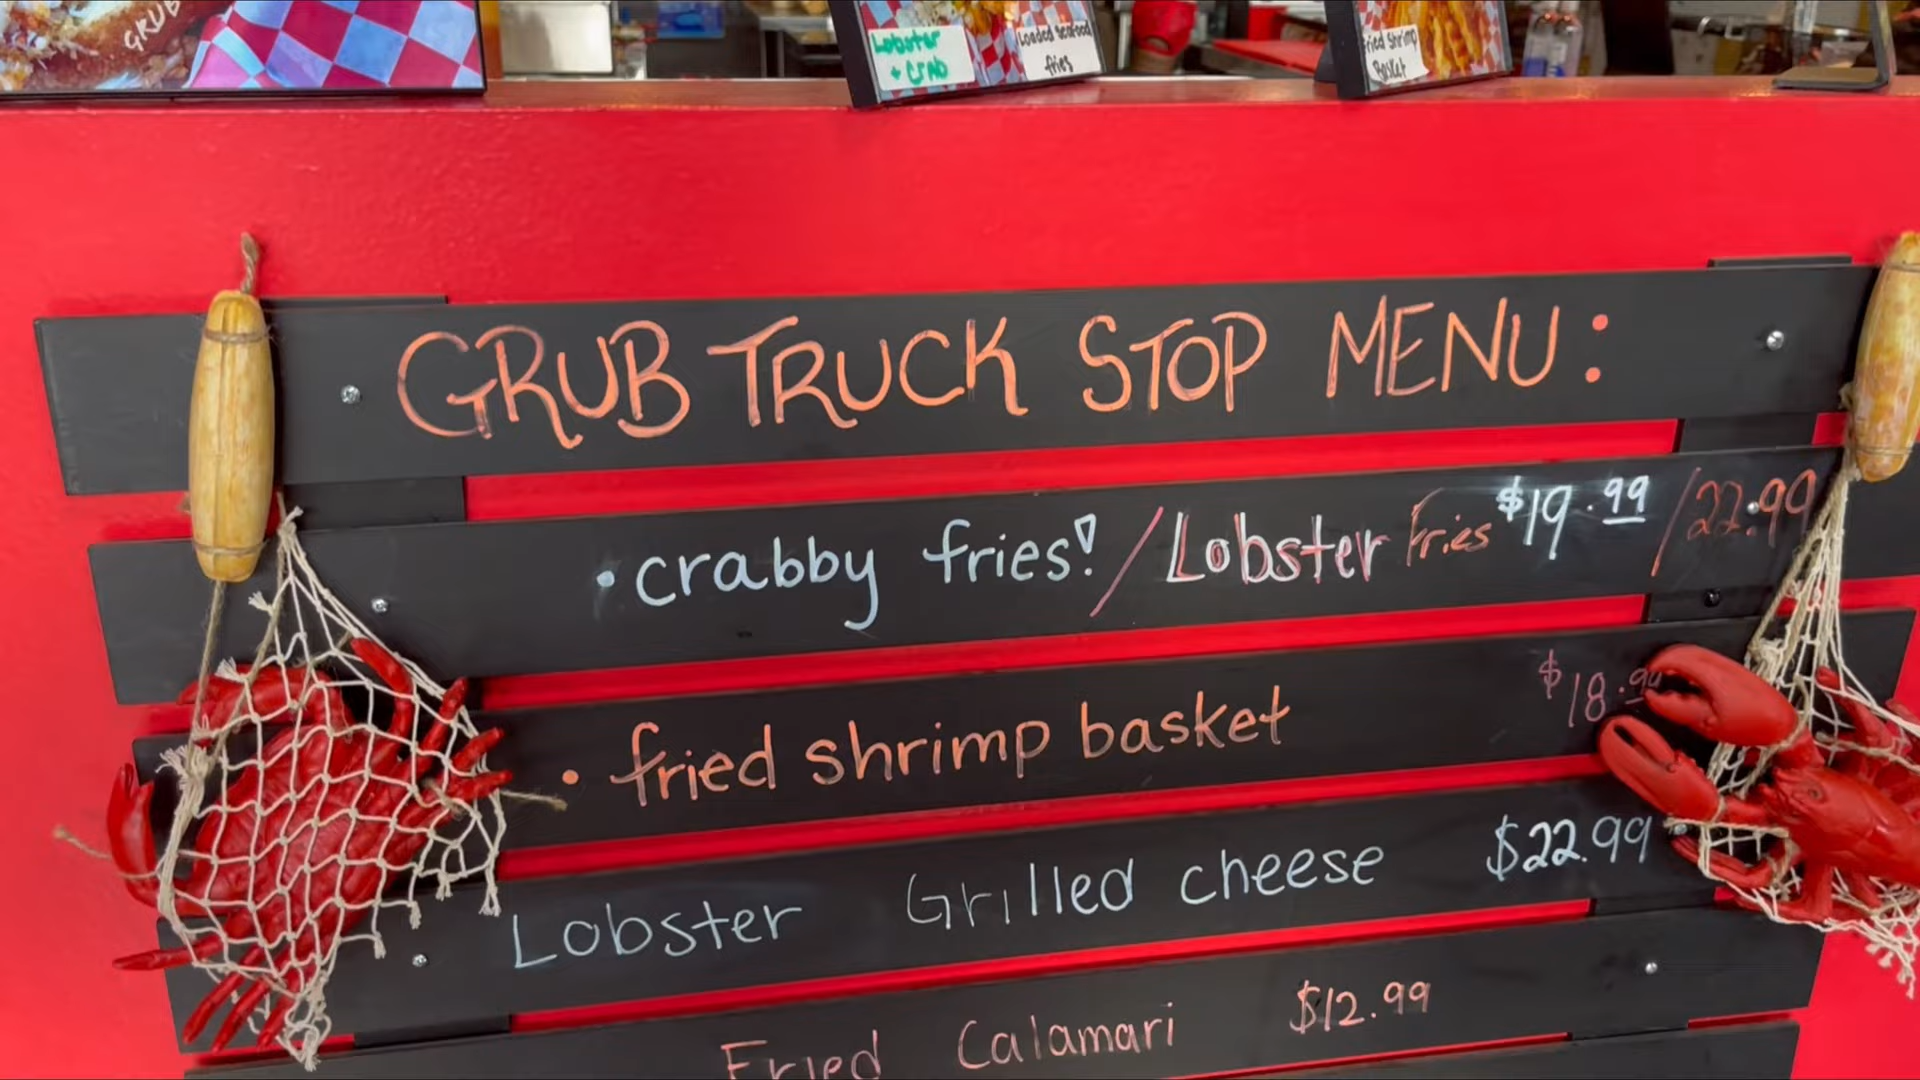 GRUB
Lobster
+ Crab
Loaded Seafood
fries
Fried Shrimp
Basket
GRUB TRUCK STOP MENU:
• crabby fries! / Lobster Fries $19.99 / 22.99
• fried shrimp basket $18.99
Lobster Grilled cheese $22.99
Fried Calamari $12.99